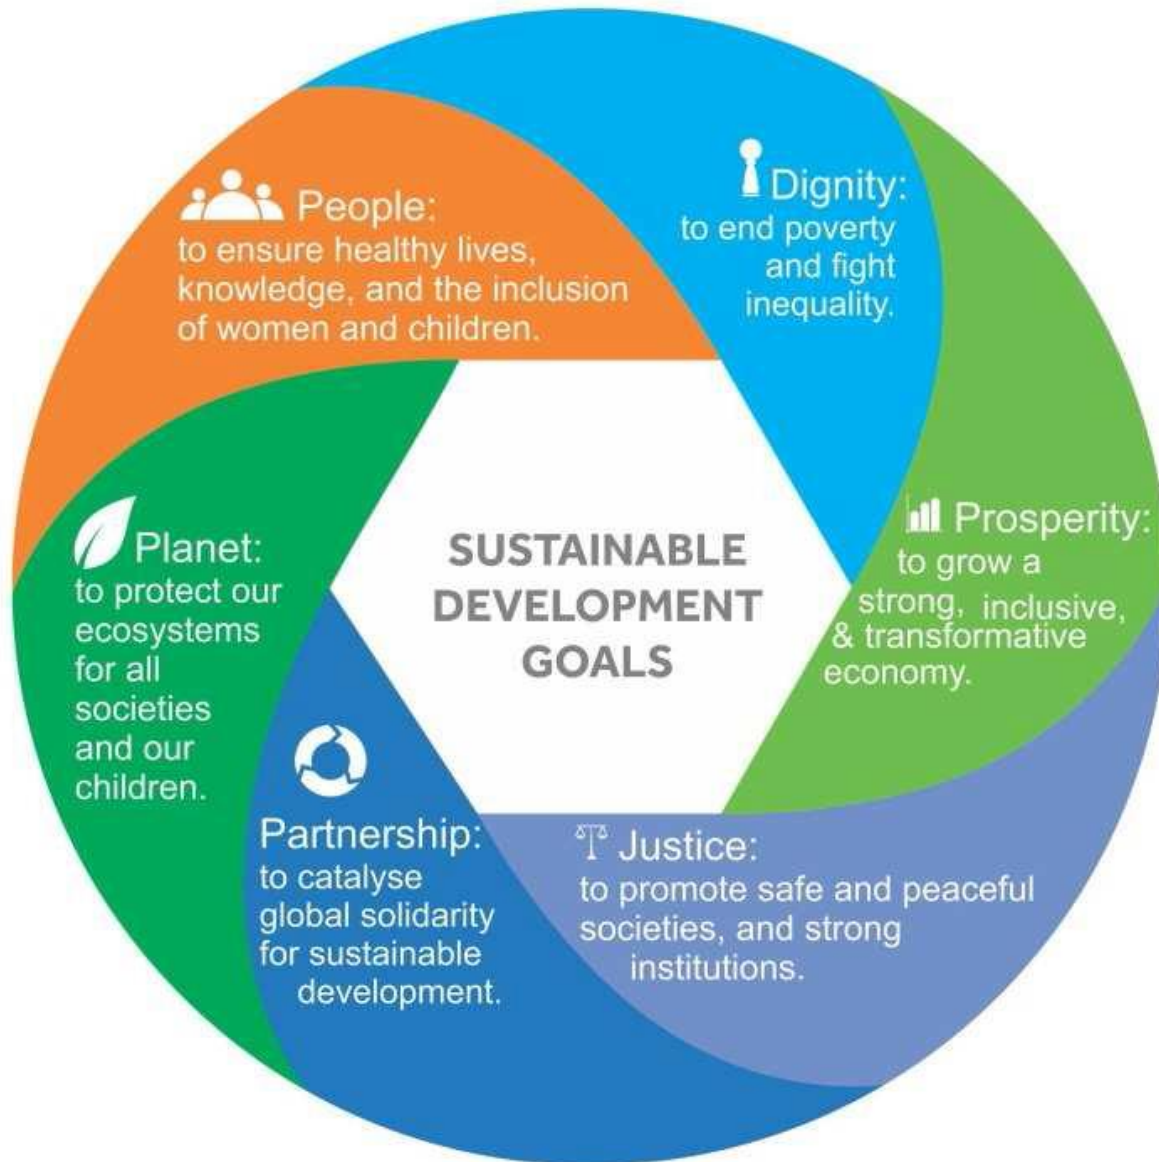 Dignity:
to end poverty
and fight
inequality.
Prosperity:
to grow a
strong, inclusive,
& transformative
economy.
Justice:
to promote safe and peaceful
societies, and strong
institutions.
Partnership:
to catalyse
global solidarity
for sustainable
development.
Planet:
to protect our
ecosystems
for all
societies
and our
children.
People:
to ensure healthy lives,
knowledge, and the inclusion
of women and children.
SUSTAINABLE
DEVELOPMENT
GOALS